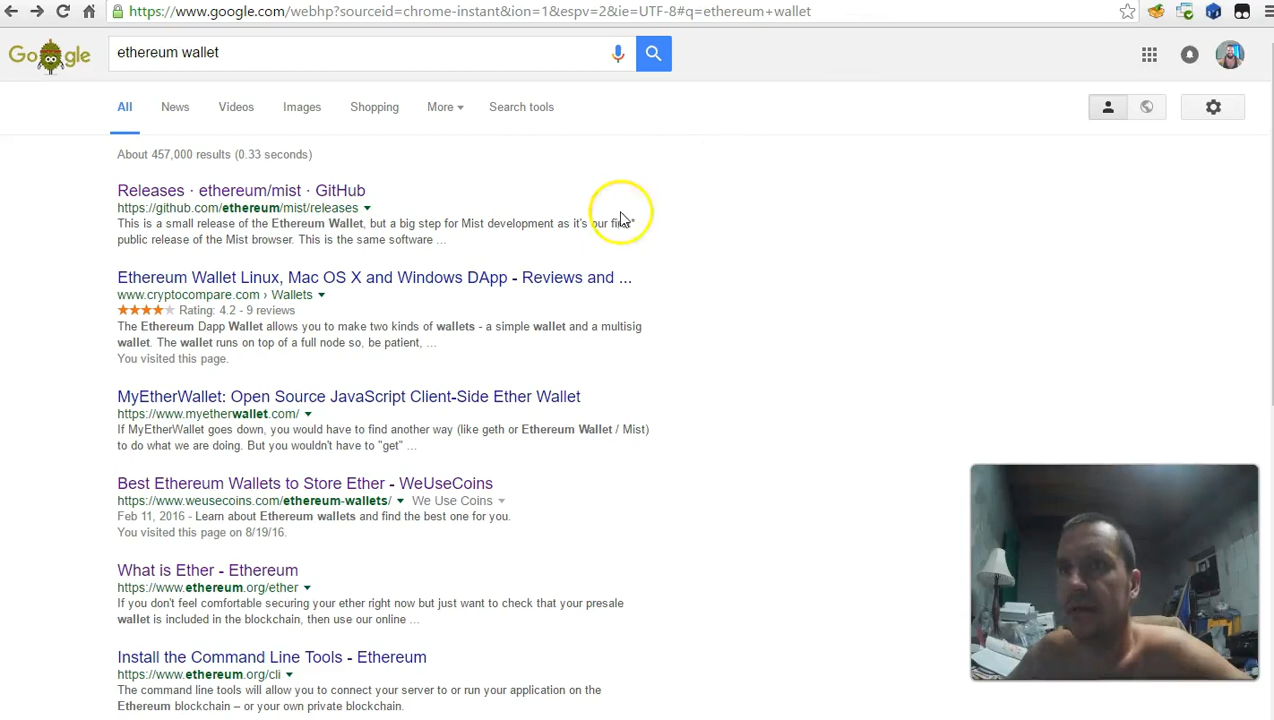 https://www.google.com/webhp?sourceid=chrome-instant&ion=1&espv=2&ie=UTF-8#q=ethereum+wallet
Google
ethereum wallet
All News Videos Images Shopping More Search tools
About 457,000 results (0.33 seconds)
Releases · ethereum/mist · GitHub
https://github.com/ethereum/mist/releases
This is a small release of the Ethereum Wallet, but a big step for Mist development as it's our first*
public release of the Mist browser. This is the same software ...
Ethereum Wallet Linux, Mac OS X and Windows DApp - Reviews and ...
www.cryptocompare.com › Wallets
Rating: 4.2 - 9 reviews
The Ethereum Dapp Wallet allows you to make two kinds of wallets - a simple wallet and a multisig
wallet. The wallet runs on top of a full node so, be patient, ...
You visited this page.
MyEtherWallet: Open Source JavaScript Client-Side Ether Wallet
https://www.myetherwallet.com/
If MyEtherWallet goes down, you would have to find another way (like geth or Ethereum Wallet / Mist)
to do what we are doing. But you wouldn't have to "get" ...
Best Ethereum Wallets to Store Ether - WeUseCoins
https://www.weusecoins.com/ethereum-wallets/ We Use Coins
Feb 11, 2016 - Learn about Ethereum wallets and find the best one for you.
You visited this page on 8/19/16.
What is Ether - Ethereum
https://www.ethereum.org/ether
If you don't feel comfortable securing your ether right now but just want to check that your presale
wallet is included in the blockchain, then use our online ...
Install the Command Line Tools - Ethereum
https://www.ethereum.org/cli
The command line tools will allow you to connect your server to or run your application on the
Ethereum blockchain – or your own private blockchain.